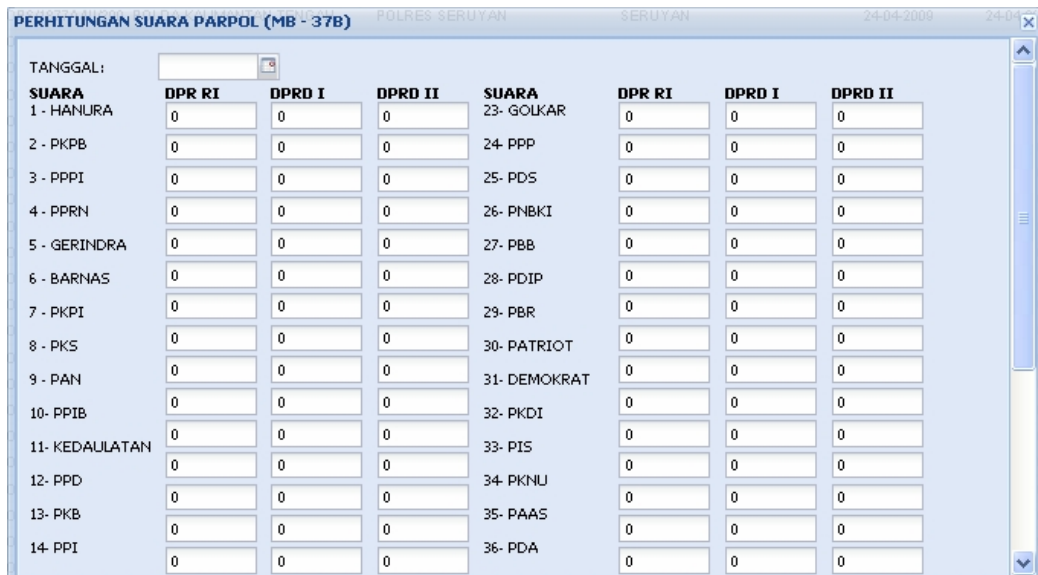 POLRES SERUYAN SERUYAN 24-04-2009
PERHITUNGAN SUARA PARPOL (MB - 37B)
TANGGAL:
SUARA DPR RI DPRD I DPRD II SUARA DPR RI DPRD I DPRD II
1 - HANURA 0 0 0 23- GOLKAR 0 0 0
2 - PKPB 0 0 0 24- PPP 0 0 0
3 - PPPI 0 0 0 25- PDS 0 0 0
4 - PPRN 0 0 0 26- PNBKI 0 0 0
5 - GERINDRA 0 0 0 27- PBB 0 0 0
6 - BARNAS 0 0 0 28- PDIP 0 0 0
7 - PKPI 0 0 0 29- PBR 0 0 0
8 - PKS 0 0 0 30- PATRIOT 0 0 0
9 - PAN 0 0 0 31- DEMOKRAT 0 0 0
10- PPIB 0 0 0 32- PKDI 0 0 0
11- KEDAULATAN 0 0 0 33- PIS 0 0 0
12- PPD 0 0 0 34- PKNU 0 0 0
13- PKB 0 0 0 35- PAAS 0 0 0
14- PPI 0 0 0 36- PDA 0 0 0
0 0 0 0 0 0